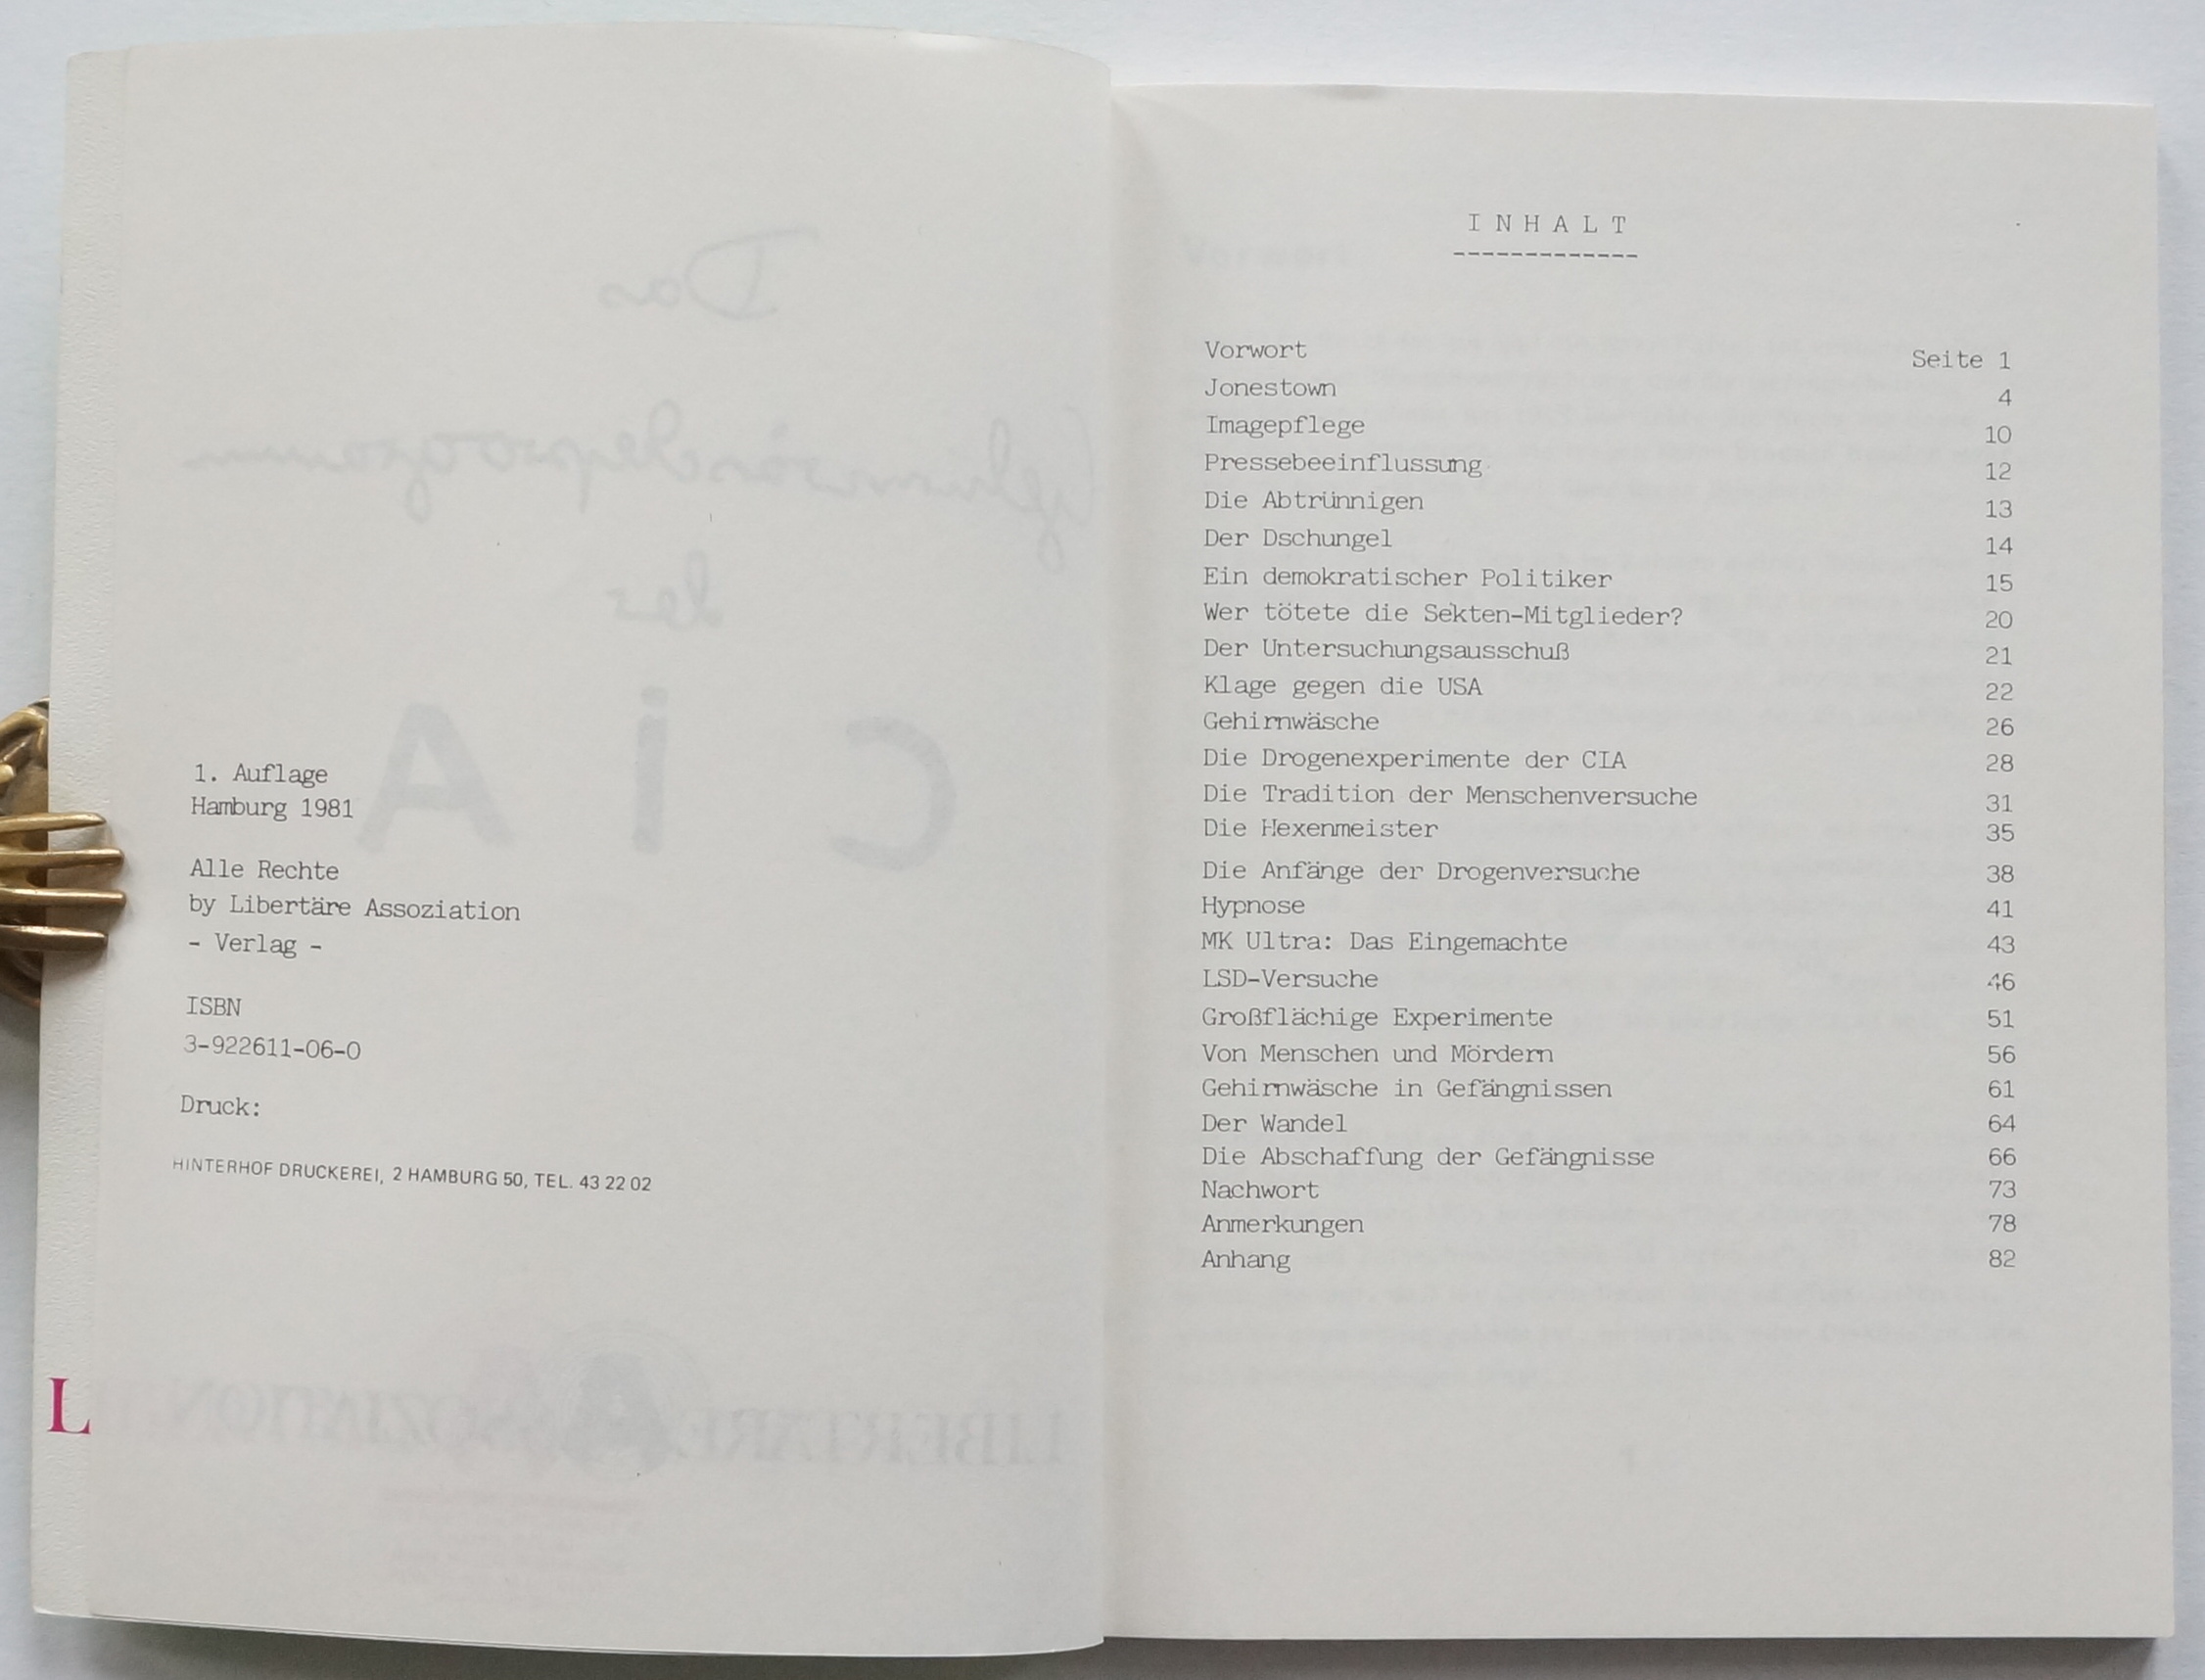 Das
Gehirnwäscheprogramm
der
CiA
1. Auflage
Hamburg 1981
Alle Rechte
by Libertäre Assoziation
- Verlag -
ISBN
3-922611-06-0
Druck:
HINTERHOF DRUCKEREI, 2 HAMBURG 50, TEL. 43 22 02
L
LIBERTÄRE ASSOZIATION
I N H A L T
-------------
Vorwort Seite 1
Jonestown 4
Imagepflege 10
Pressebeeinflussung 12
Die Abtrünnigen 13
Der Dschungel 14
Ein demokratischer Politiker 15
Wer tötete die Sekten-Mitglieder? 20
Der Untersuchungsausschuß 21
Klage gegen die USA 22
Gehirnwäsche 26
Die Drogenexperimente der CIA 28
Die Tradition der Menschenversuche 31
Die Hexenmeister 35
Die Anfänge der Drogenversuche 38
Hypnose 41
MK Ultra: Das Eingemachte 43
LSD-Versuche 46
Großflächige Experimente 51
Von Menschen und Mördern 56
Gehirnwäsche in Gefängnissen 61
Der Wandel 64
Die Abschaffung der Gefängnisse 66
Nachwort 73
Anmerkungen 78
Anhang 82